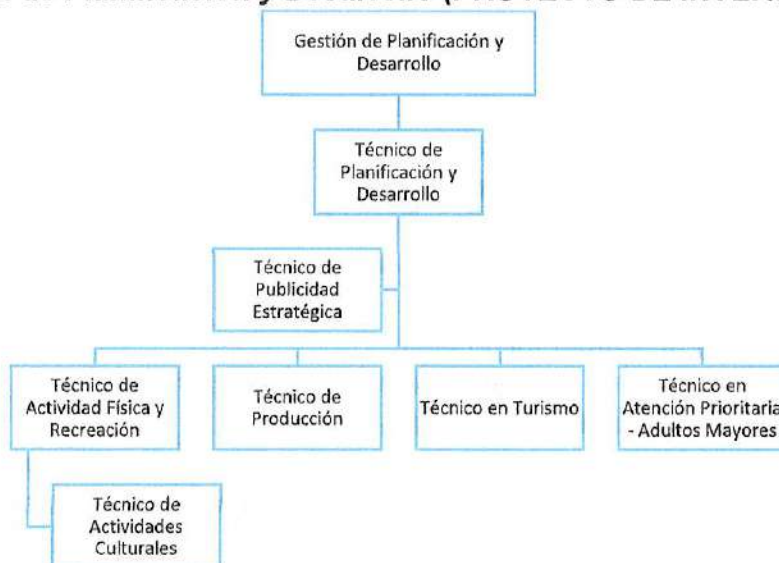 Gestión de Planificación y
Desarrollo
Técnico de
Planificación y
Desarrollo
Técnico de
Publicidad
Estratégica
Técnico de
Actividad Física y
Recreación
Técnico de
Producción
Técnico en Turismo
Técnico en
Atención Prioritaria
- Adultos Mayores
Técnico de
Actividades
Culturales